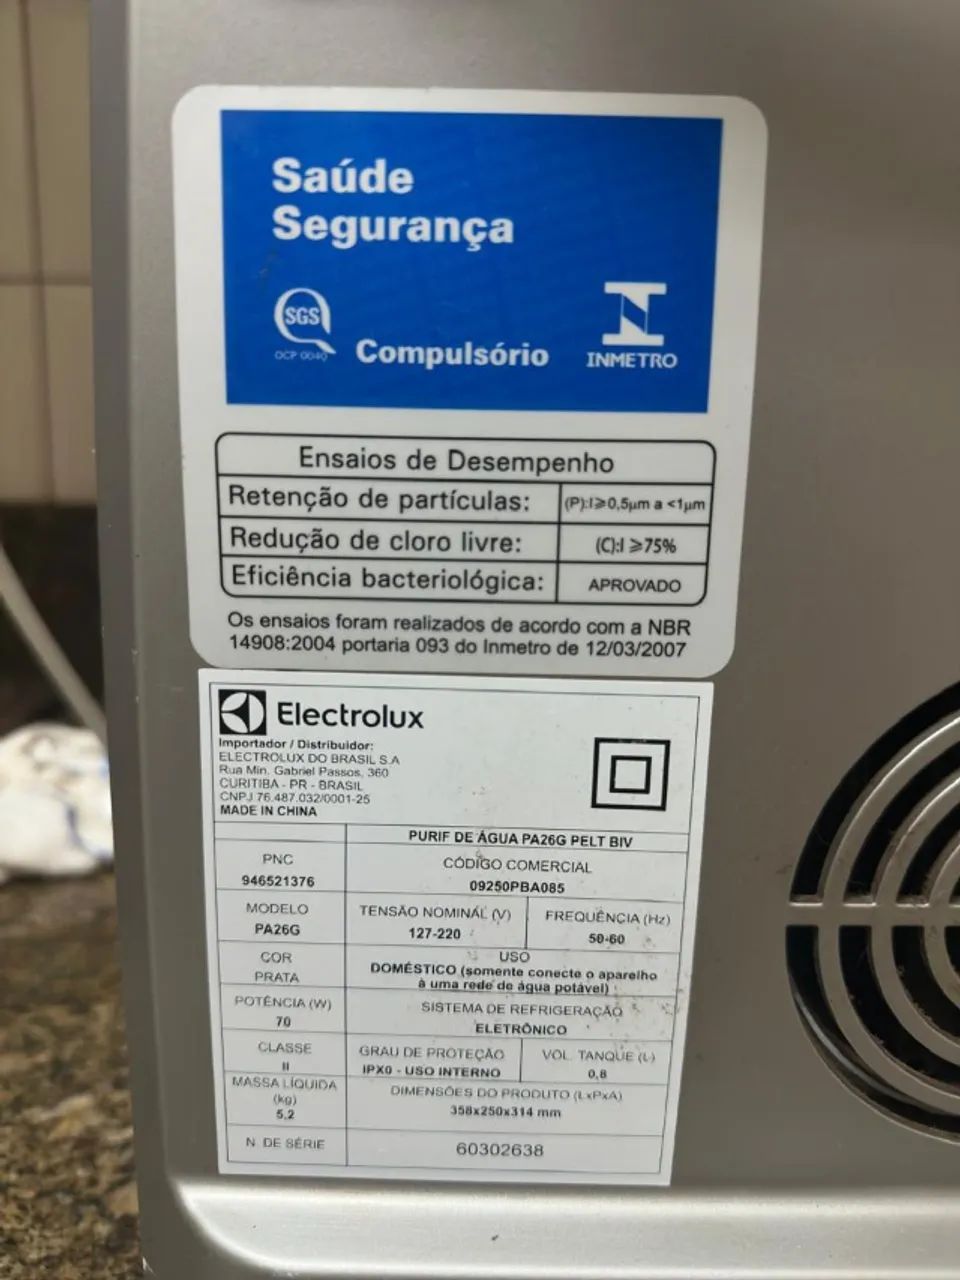 Saúde
Segurança
SGS
OCP 0040
Compulsório
INMETRO
Ensaios de Desempenho
Retenção de partículas: (P):I≥0,5µm a <1µm
Redução de cloro livre: (C):I ≥75%
Eficiência bacteriológica: APROVADO
Os ensaios foram realizados de acordo com a NBR
14908:2004 portaria 093 do Inmetro de 12/03/2007
Electrolux
Importador / Distribuidor:
ELECTROLUX DO BRASIL S.A
Rua Min. Gabriel Passos, 360
CURITIBA - PR - BRASIL
CNPJ 76.487.032/0001-25
MADE IN CHINA
PURIF DE ÁGUA PA26G PELT BIV
PNC
946521376
CÓDIGO COMERCIAL
09250PBA085
MODELO
PA26G
TENSÃO NOMINAL (V)
127-220
FREQUÊNCIA (Hz)
50-60
COR
PRATA
USO
DOMÉSTICO (somente conecte o aparelho
à uma rede de água potável)
POTÊNCIA (W)
70
SISTEMA DE REFRIGERAÇÃO
ELETRÔNICO
CLASSE
II
GRAU DE PROTEÇÃO
IPX0 - USO INTERNO
VOL. TANQUE (L)
0,8
MASSA LÍQUIDA
(kg)
5,2
DIMENSÕES DO PRODUTO (LxPxA)
358x250x314 mm
N. DE SÉRIE
60302638